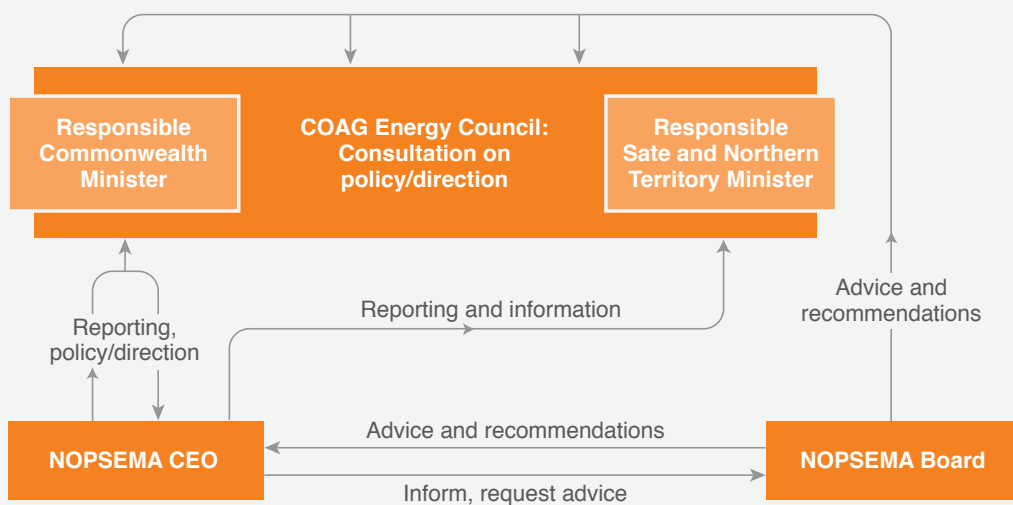 Responsible
Commonwealth
Minister
COAG Energy Council:
Consultation on
policy/direction
Responsible
Sate and Northern
Territory Minister
Advice and
recommendations
Reporting and information
Reporting,
policy/direction
Advice and recommendations
NOPSEMA CEO
NOPSEMA Board
Inform, request advice